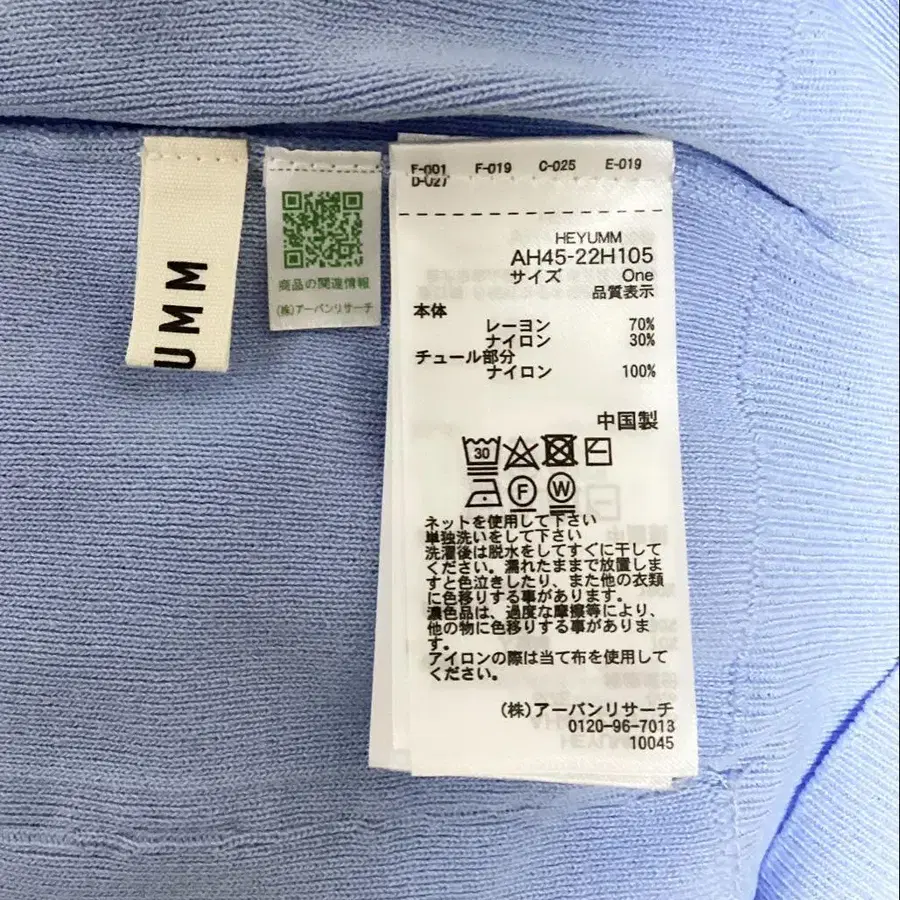 UMM
商品の関連情報
(株)アーバンリサーチ
F-001 F-019 C-025 E-019
D-027
HEYUMM
AH45-22H105
サイズ One
品質表示
本体
レーヨン 70%
ナイロン 30%
チュール部分
ナイロン 100%
中国製
30
F W
ネットを使用して下さい
単独洗いをして下さい
洗濯後は脱水をしてすぐに干して
ください。濡れたままで放置しま
すと色泣きしたり、また他の衣類
に色移りする事があります。
濃色品は、過度な摩擦等により、
他の物に色移りする事がありま
す。
アイロンの際は当て布を使用して
ください。
(株)アーバンリサーチ
0120-96-7013
10045